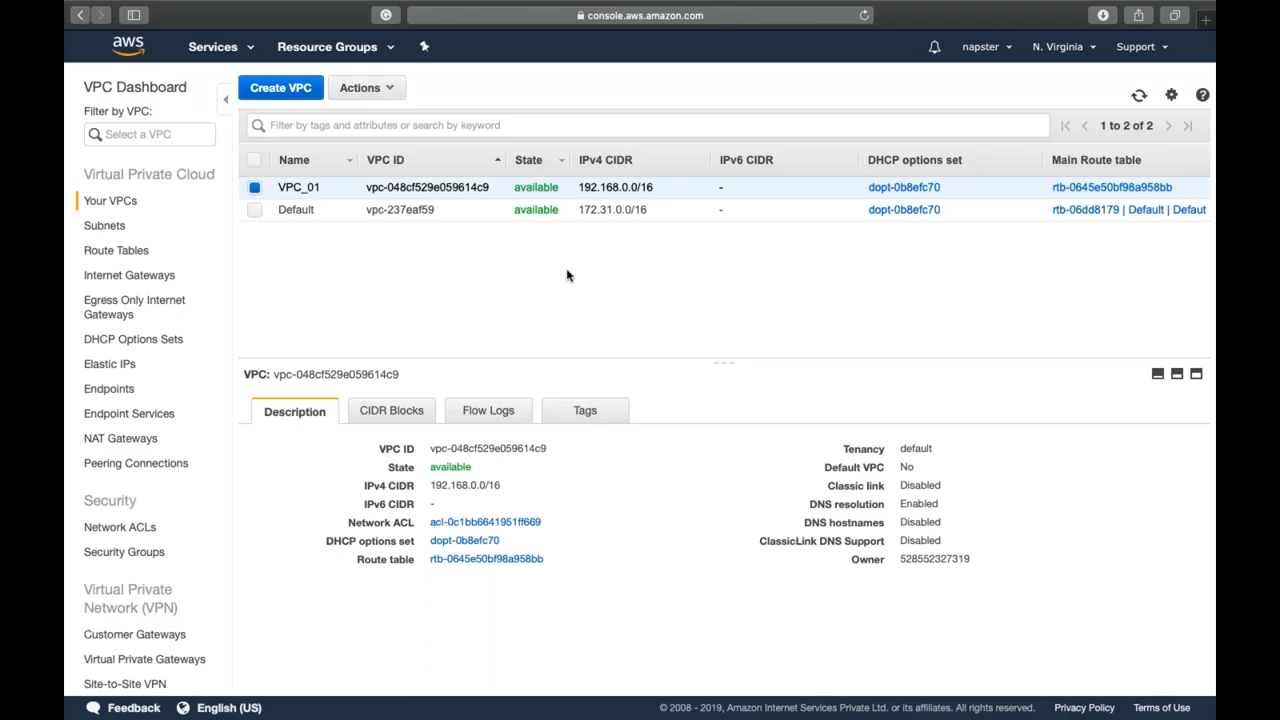 console.aws.amazon.com
aws Services Resource Groups napster N. Virginia Support
VPC Dashboard
Filter by VPC:
Select a VPC
Virtual Private Cloud
Your VPCs
Subnets
Route Tables
Internet Gateways
Egress Only Internet
Gateways
DHCP Options Sets
Elastic IPs
Endpoints
Endpoint Services
NAT Gateways
Peering Connections
Security
Network ACLs
Security Groups
Virtual Private
Network (VPN)
Customer Gateways
Virtual Private Gateways
Site-to-Site VPN
Create VPC Actions
Filter by tags and attributes or search by keyword 1 to 2 of 2
Name VPC ID State IPv4 CIDR IPv6 CIDR DHCP options set Main Route table
VPC_01 vpc-048cf529e059614c9 available 192.168.0.0/16 - dopt-0b8efc70 rtb-0645e50bf98a958bb
Default vpc-237eaf59 available 172.31.0.0/16 - dopt-0b8efc70 rtb-06dd8179 | Default | Defaut
VPC: vpc-048cf529e059614c9
Description CIDR Blocks Flow Logs Tags
VPC ID vpc-048cf529e059614c9 Tenancy default
State available Default VPC No
IPv4 CIDR 192.168.0.0/16 Classic link Disabled
IPv6 CIDR - DNS resolution Enabled
Network ACL acl-0c1bb6641951ff669 DNS hostnames Disabled
DHCP options set dopt-0b8efc70 ClassicLink DNS Support Disabled
Route table rtb-0645e50bf98a958bb Owner 528552327319
Feedback English (US) © 2008 - 2019, Amazon Internet Services Private Ltd. or its affiliates. All rights reserved. Privacy Policy Terms of Use